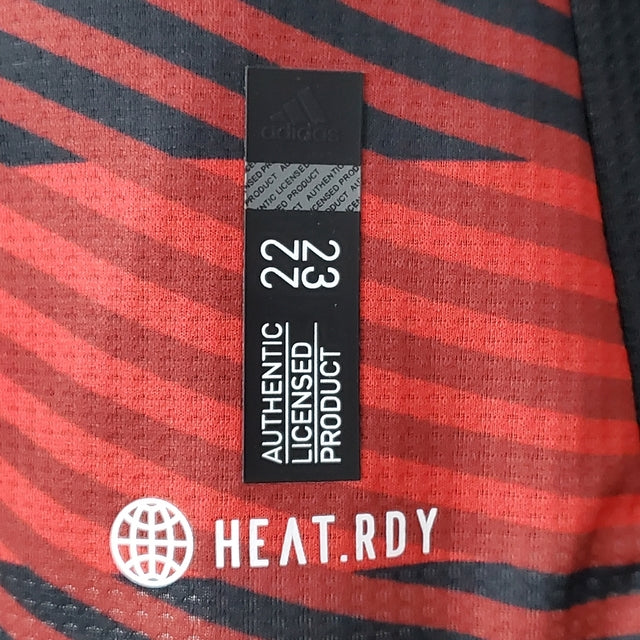 adidas
AUTHENTIC LICENSED PRODUCT
22
23
AUTHENTIC
LICENSED
PRODUCT
HEAT.RDY